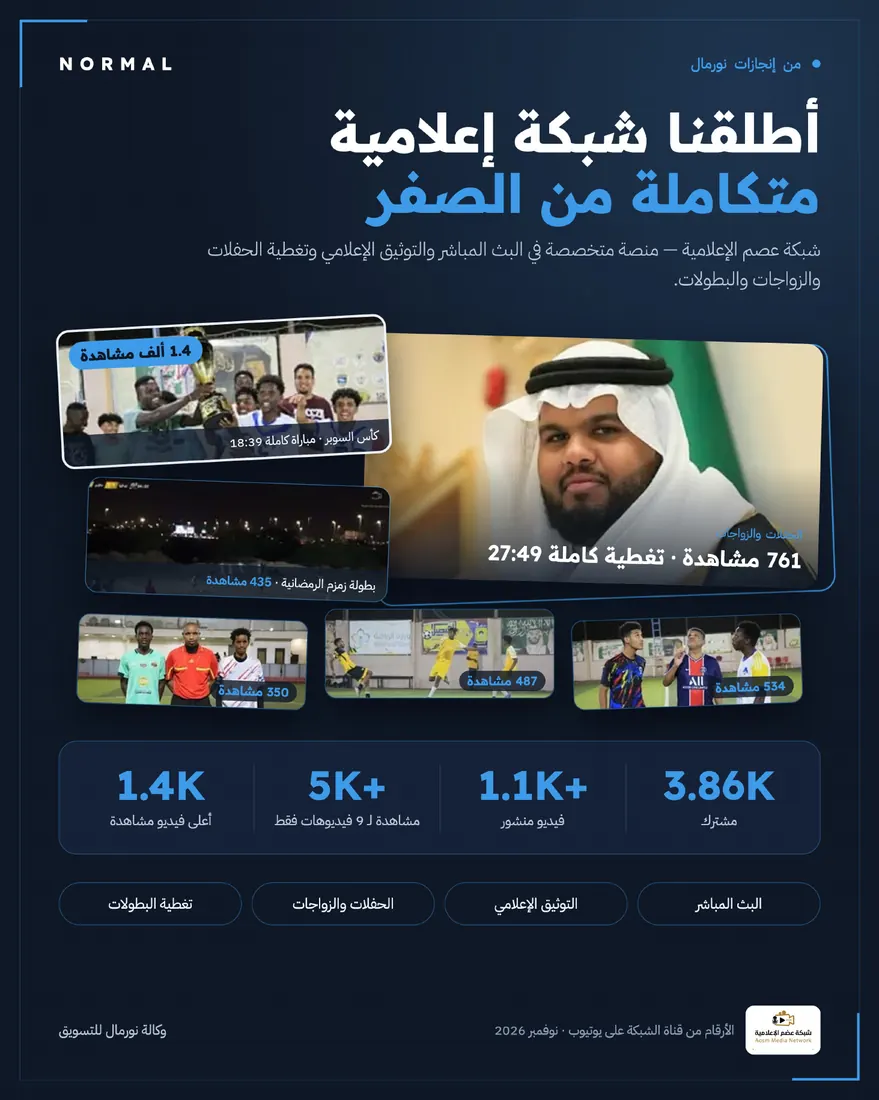 من إنجازات نورمال
NORMAL
أطلقنا شبكة إعلامية
متكاملة من الصفر
شبكة عصم الإعلامية — منصة متخصصة في البث المباشر والتوثيق الإعلامي وتغطية الحفلات
والزواجات والبطولات.
1.4 ألف مشاهدة
كأس السوبر · مباراة كاملة 18:39
الحفلات والزواجات
761 مشاهدة · تغطية كاملة 27:49
بطولة زمزم الرمضانية · 435 مشاهدة
534 مشاهدة
487 مشاهدة
350 مشاهدة
3.86K
مشترك
1.1K+
فيديو منشور
5K+
مشاهدة لـ 9 فيديوهات فقط
1.4K
أعلى فيديو مشاهدة
البث المباشر
التوثيق الإعلامي
الحفلات والزواجات
تغطية البطولات
شبكة عصم الإعلامية
Aosm Media Network
الأرقام من قناة الشبكة على يوتيوب · نوفمبر 2026
وكالة نورمال للتسويق